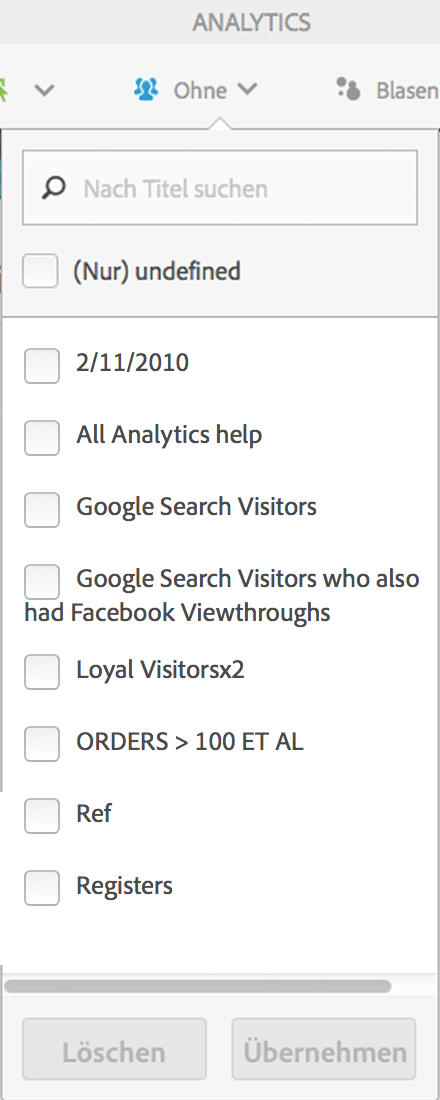 ANALYTICS
Ohne
Blasen
Nach Titel suchen
(Nur) undefined
2/11/2010
All Analytics help
Google Search Visitors
Google Search Visitors who also
had Facebook Viewthroughs
Loyal Visitorsx2
ORDERS > 100 ET AL
Ref
Registers
Löschen
Übernehmen